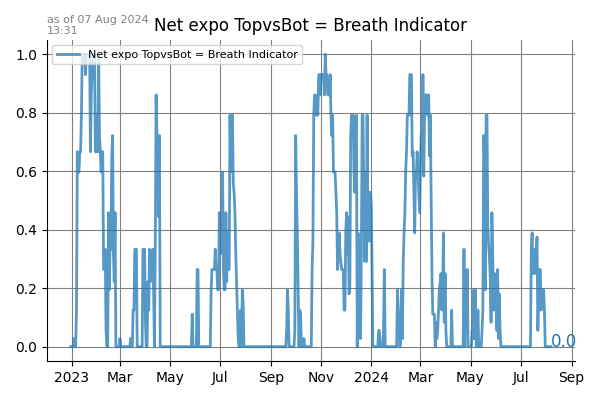 as of 07 Aug 2024
13:31
Net expo TopvsBot = Breath Indicator
Net expo TopvsBot = Breath Indicator
1.0
0.8
0.6
0.4
0.2
0.0
0.0
2023 Mar May Jul Sep Nov 2024 Mar May Jul Sep